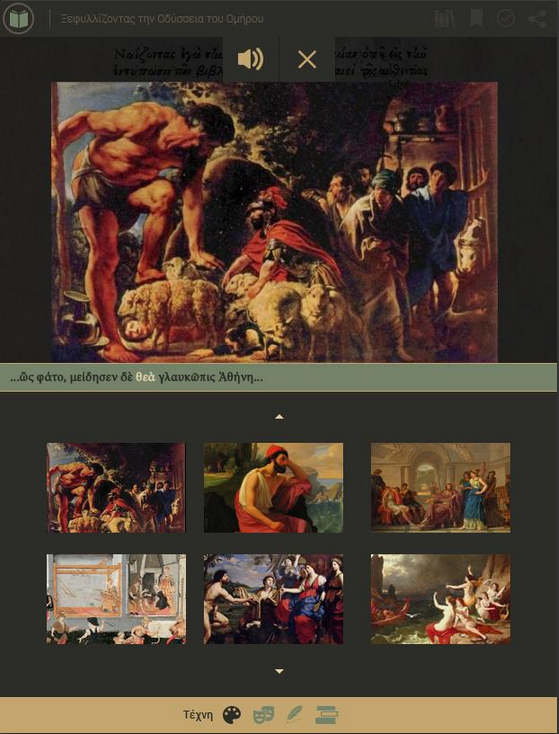 Ξεφυλλίζοντας την Οδύσσεια του Ομήρου
...ὣς φάτο, μείδησεν δὲ θεὰ γλαυκῶπις Ἀθήνη...
Τέχνη